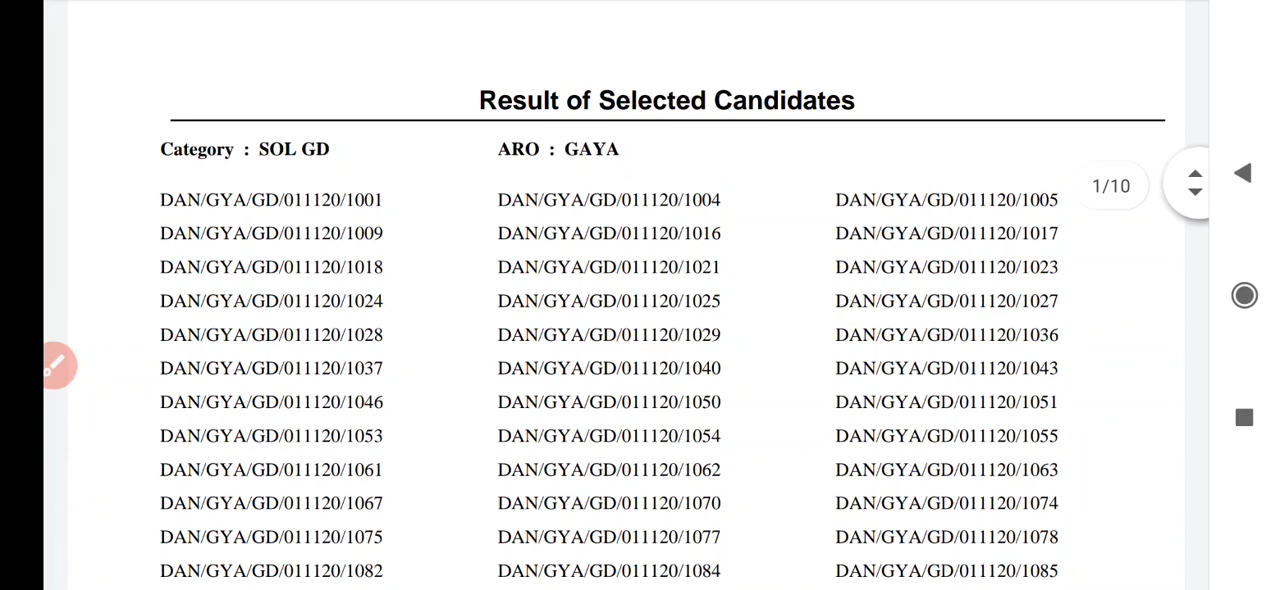 Result of Selected Candidates
Category : SOL GD ARO : GAYA
DAN/GYA/GD/011120/1001 DAN/GYA/GD/011120/1004 DAN/GYA/GD/011120/1005
1/10
DAN/GYA/GD/011120/1009 DAN/GYA/GD/011120/1016 DAN/GYA/GD/011120/1017
DAN/GYA/GD/011120/1018 DAN/GYA/GD/011120/1021 DAN/GYA/GD/011120/1023
DAN/GYA/GD/011120/1024 DAN/GYA/GD/011120/1025 DAN/GYA/GD/011120/1027
DAN/GYA/GD/011120/1028 DAN/GYA/GD/011120/1029 DAN/GYA/GD/011120/1036
DAN/GYA/GD/011120/1037 DAN/GYA/GD/011120/1040 DAN/GYA/GD/011120/1043
DAN/GYA/GD/011120/1046 DAN/GYA/GD/011120/1050 DAN/GYA/GD/011120/1051
DAN/GYA/GD/011120/1053 DAN/GYA/GD/011120/1054 DAN/GYA/GD/011120/1055
DAN/GYA/GD/011120/1061 DAN/GYA/GD/011120/1062 DAN/GYA/GD/011120/1063
DAN/GYA/GD/011120/1067 DAN/GYA/GD/011120/1070 DAN/GYA/GD/011120/1074
DAN/GYA/GD/011120/1075 DAN/GYA/GD/011120/1077 DAN/GYA/GD/011120/1078
DAN/GYA/GD/011120/1082 DAN/GYA/GD/011120/1084 DAN/GYA/GD/011120/1085